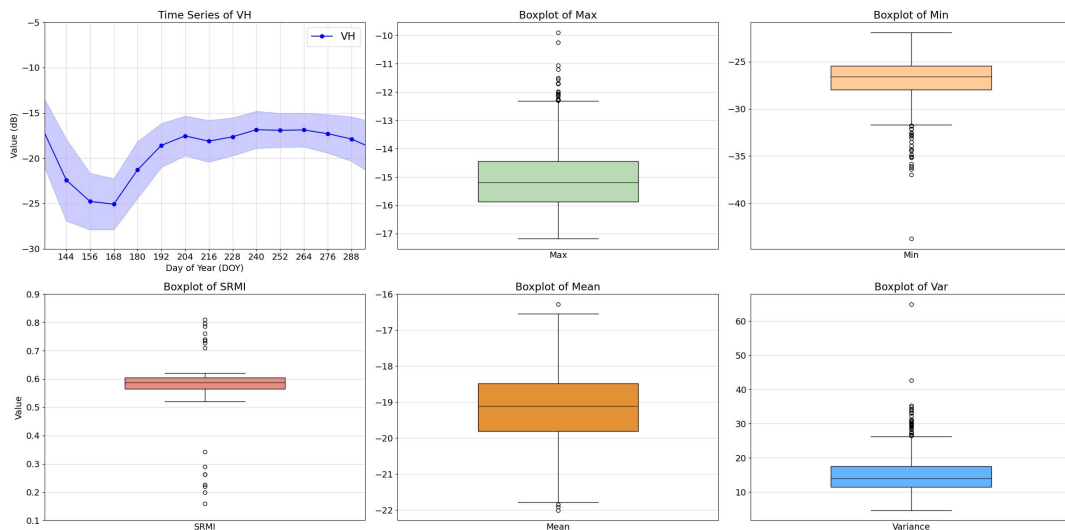 Time Series of VH
VH
Value (dB)
−5
−10
−15
−20
−25
−30
144 156 168 180 192 204 216 228 240 252 264 276 288
Day of Year (DOY)
Boxplot of Max
−10
−11
−12
−13
−14
−15
−16
−17
Max
Boxplot of Min
−25
−30
−35
−40
Min
Boxplot of SRMI
Value
0.9
0.8
0.7
0.6
0.5
0.4
0.3
0.2
0.1
SRMI
Boxplot of Mean
−16
−17
−18
−19
−20
−21
−22
Mean
Boxplot of Var
60
50
40
30
20
10
Variance